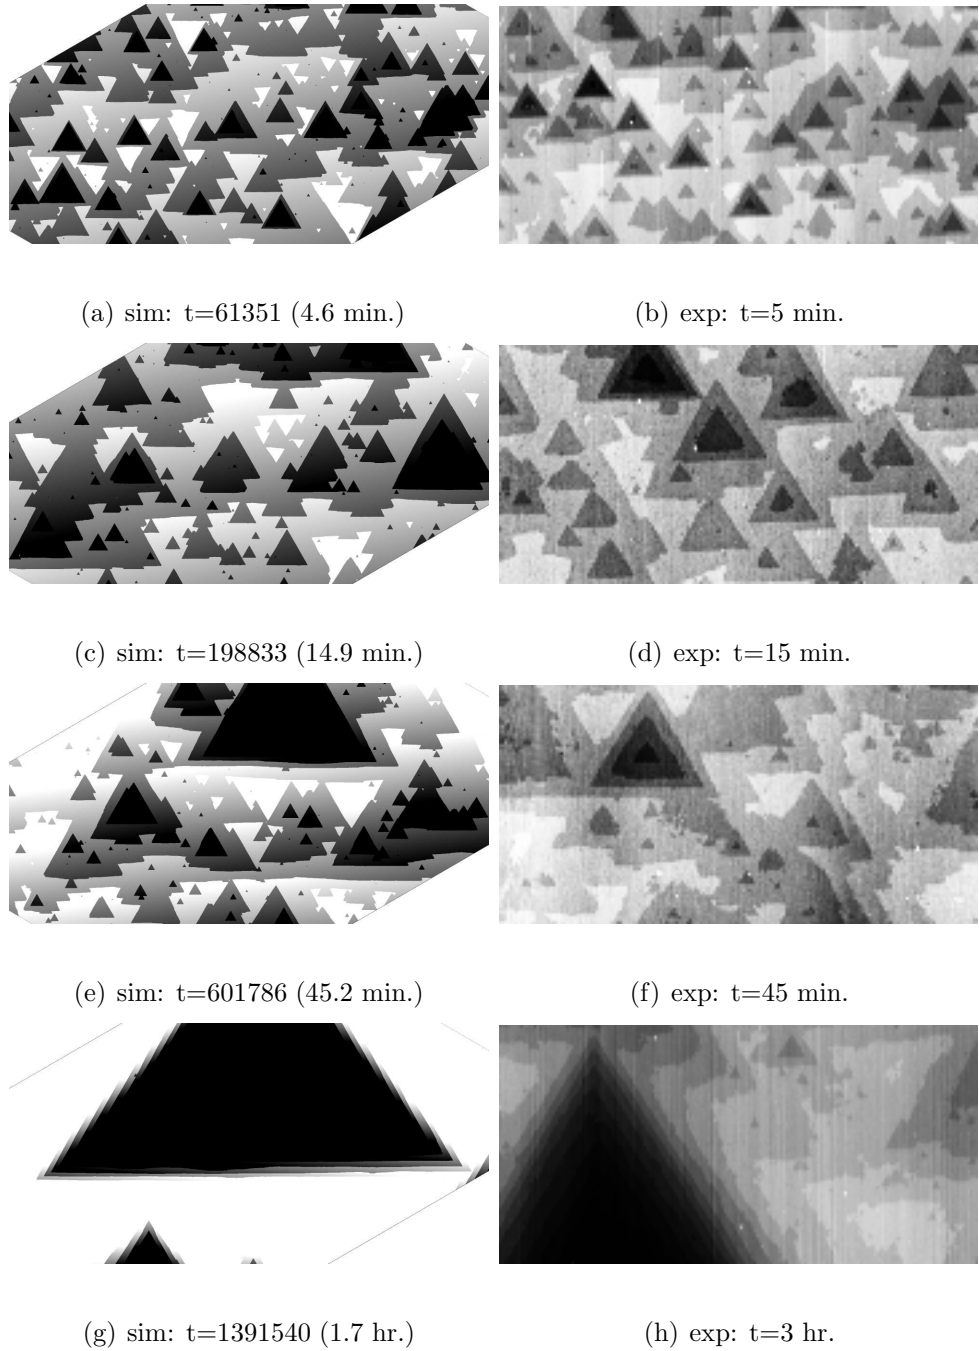 (a) sim: t=61351 (4.6 min.)
(b) exp: t=5 min.
(c) sim: t=198833 (14.9 min.)
(d) exp: t=15 min.
(e) sim: t=601786 (45.2 min.)
(f) exp: t=45 min.
(g) sim: t=1391540 (1.7 hr.)
(h) exp: t=3 hr.